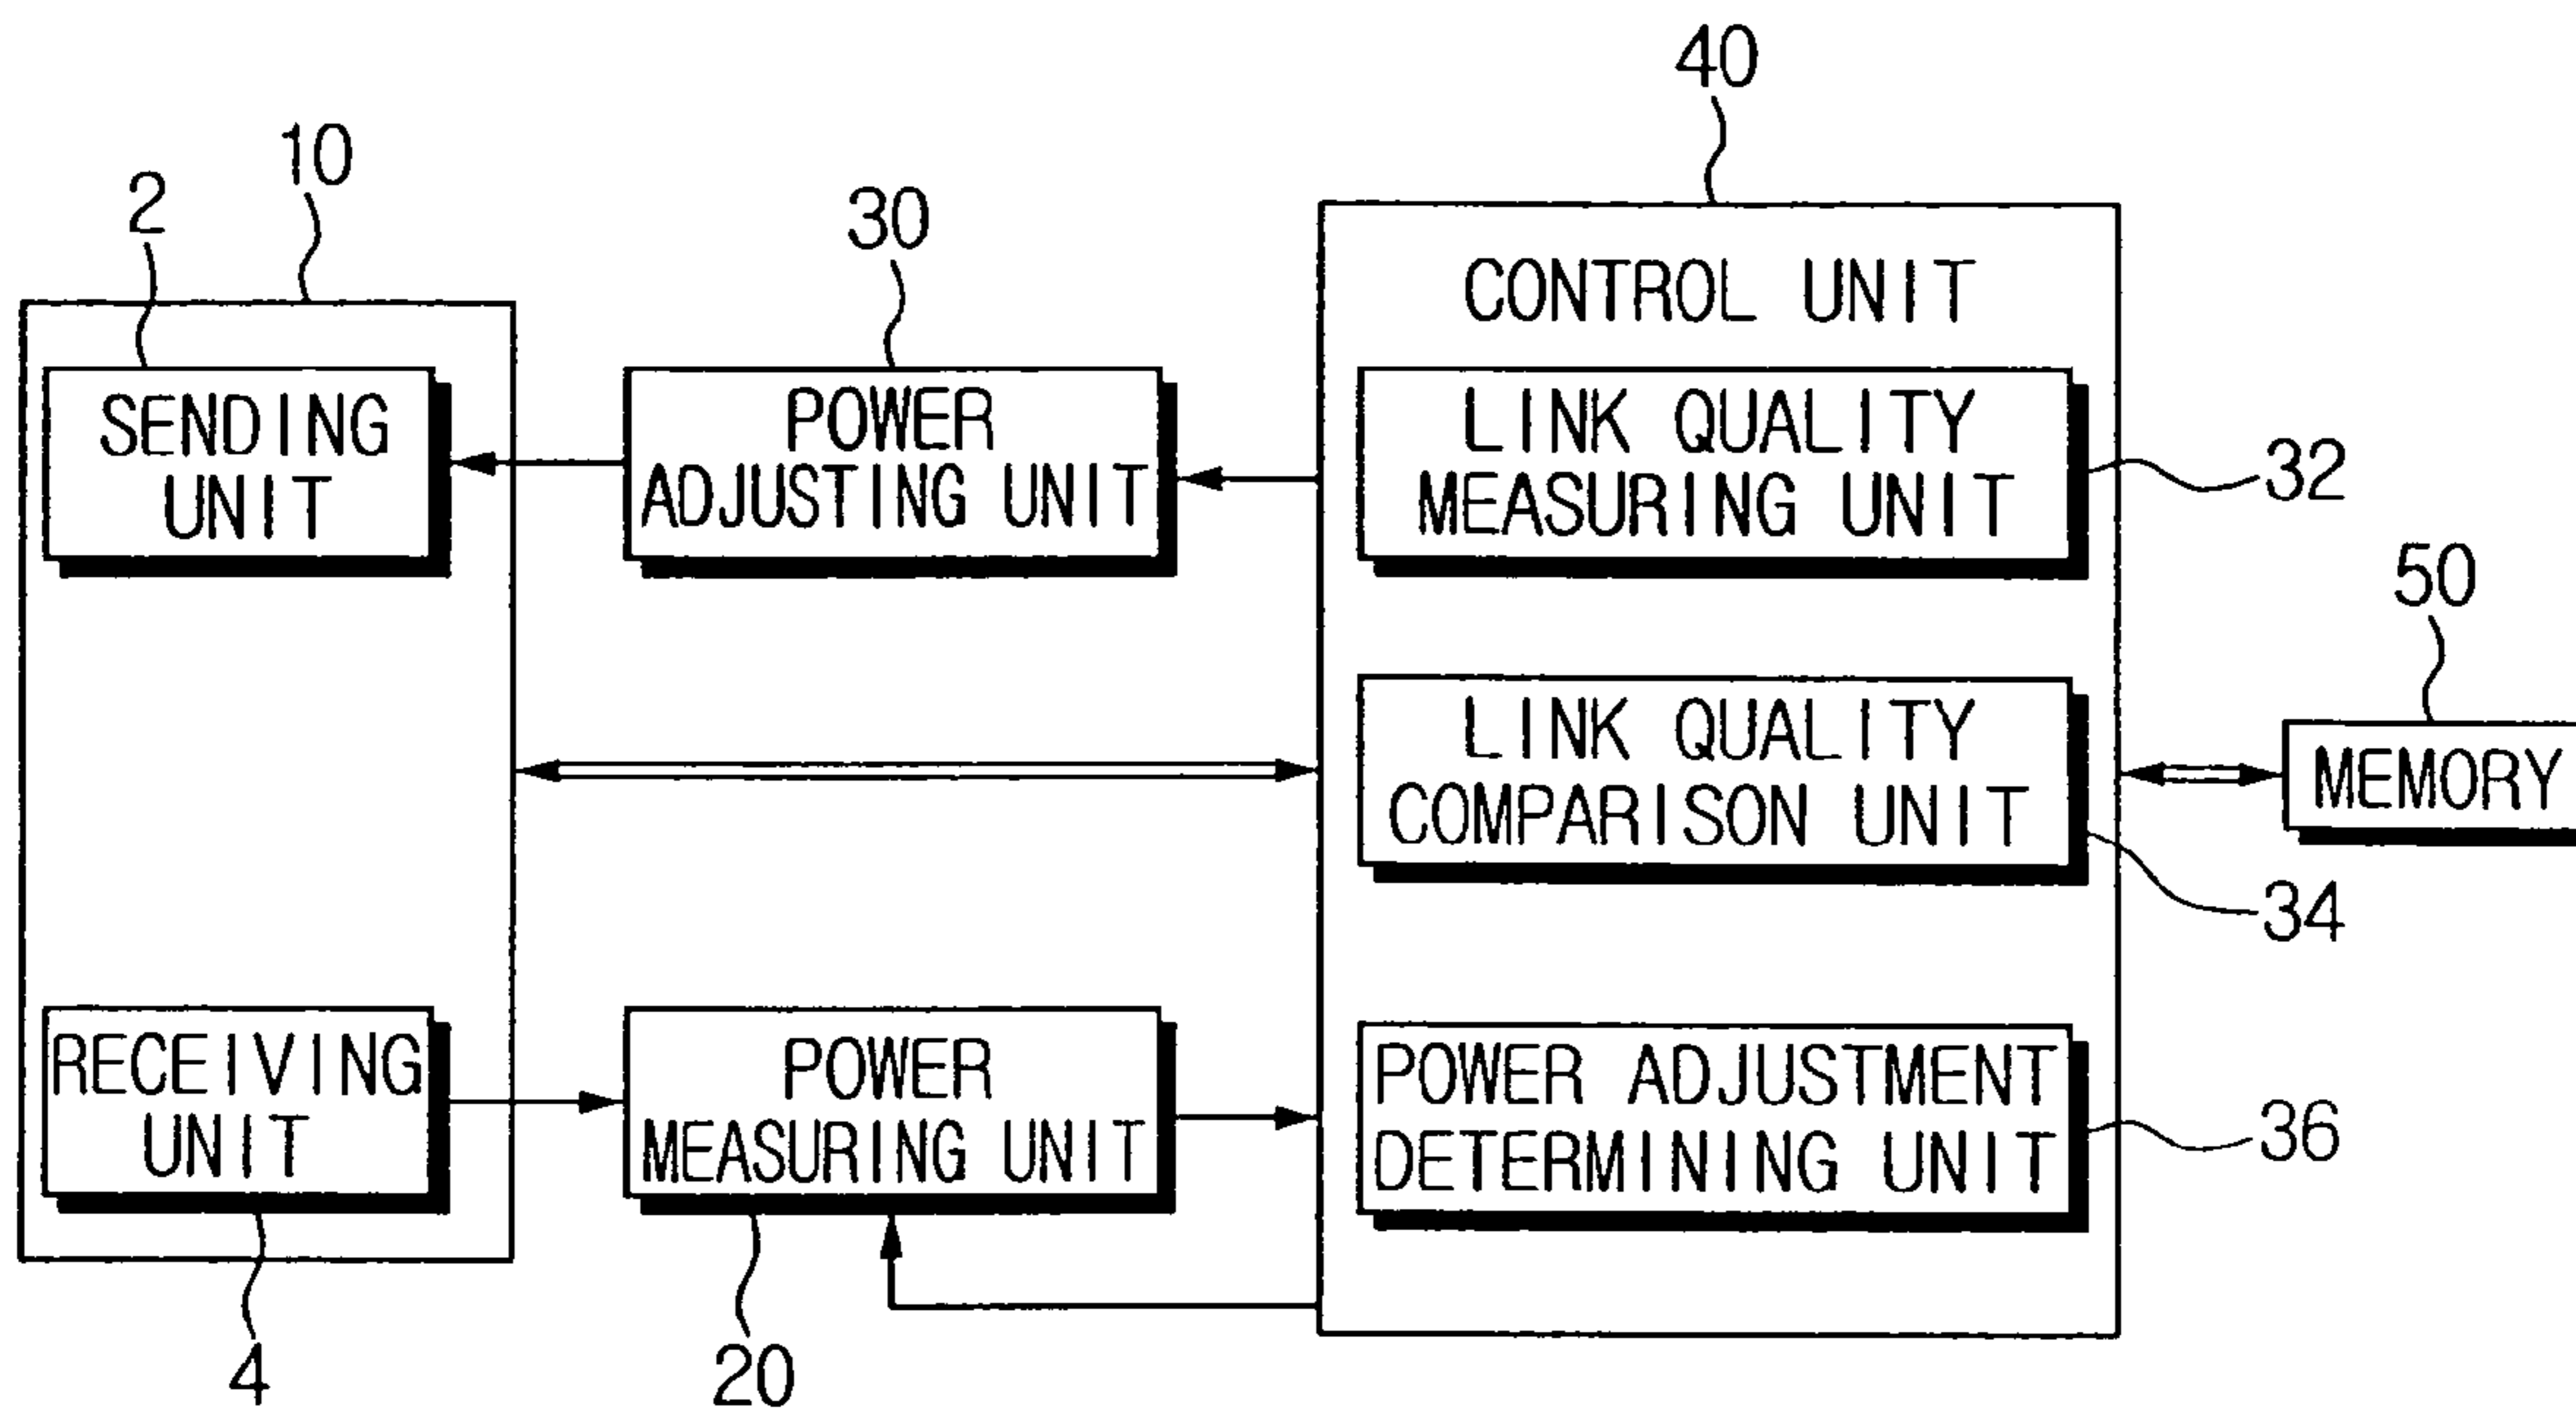 40
10
2
30
CONTROL UNIT
SENDING
UNIT
POWER
ADJUSTING UNIT
LINK QUALITY
MEASURING UNIT
32
50
LINK QUALITY
COMPARISON UNIT
MEMORY
34
RECEIVING
UNIT
POWER
MEASURING UNIT
POWER ADJUSTMENT
DETERMINING UNIT
36
4
20